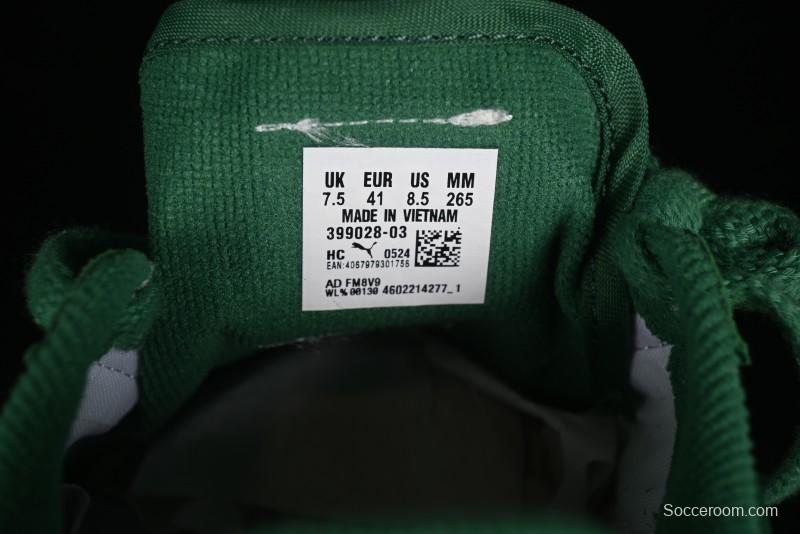 UK EUR US MM
7.5 41 8.5 265
MADE IN VIETNAM
399028-03
HC 0524
EAN:4067979301755
AD FM8V9
WL% 00130 4602214277_1
Socceroom.com